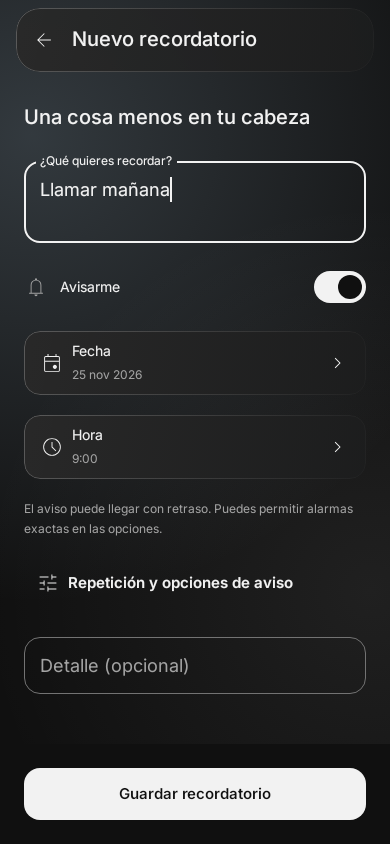 Nuevo recordatorio
Una cosa menos en tu cabeza
¿Qué quieres recordar?
Llamar mañana
Avisarme
Fecha
25 nov 2026
Hora
9:00
El aviso puede llegar con retraso. Puedes permitir alarmas
exactas en las opciones.
Repetición y opciones de aviso
Detalle (opcional)
Guardar recordatorio